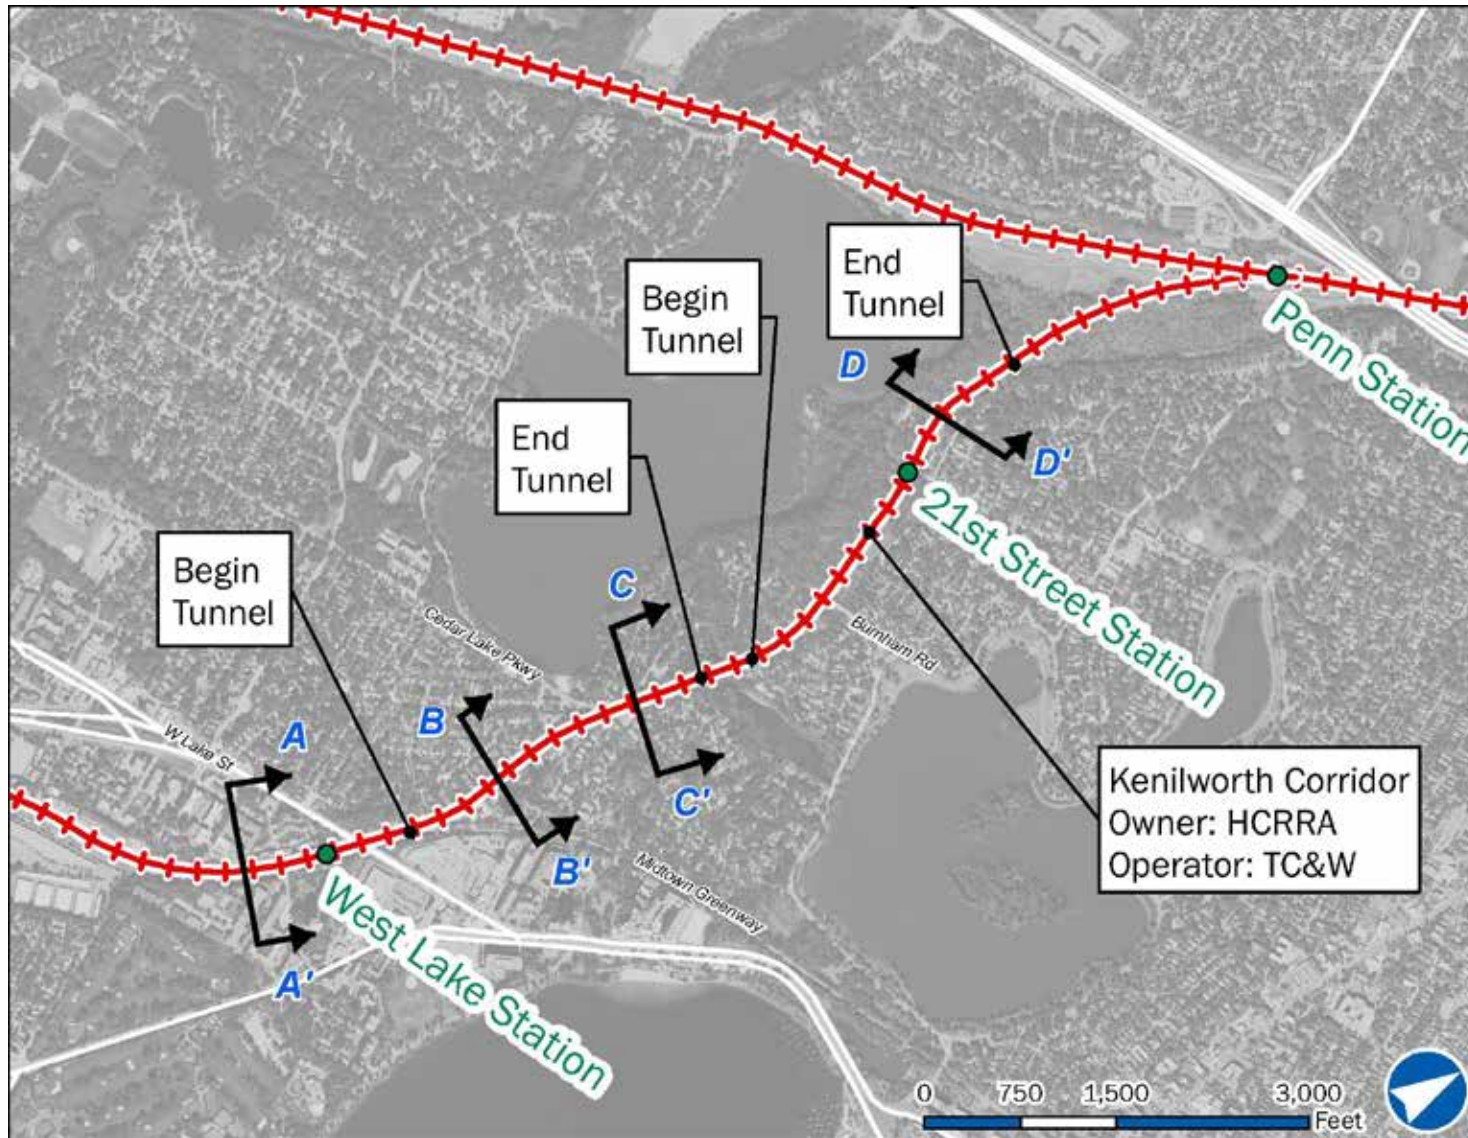 End
Tunnel
Begin
Tunnel
Penn Station
D
D'
End
Tunnel
21st Street Station
Begin
Tunnel
C
C'
Cedar Lake Pkwy
Burnham Rd
B
B'
W Lake St
A
A'
Midtown Greenway
Kenilworth Corridor
Owner: HCRRA
Operator: TC&W
West Lake Station
0 750 1,500 3,000
Feet